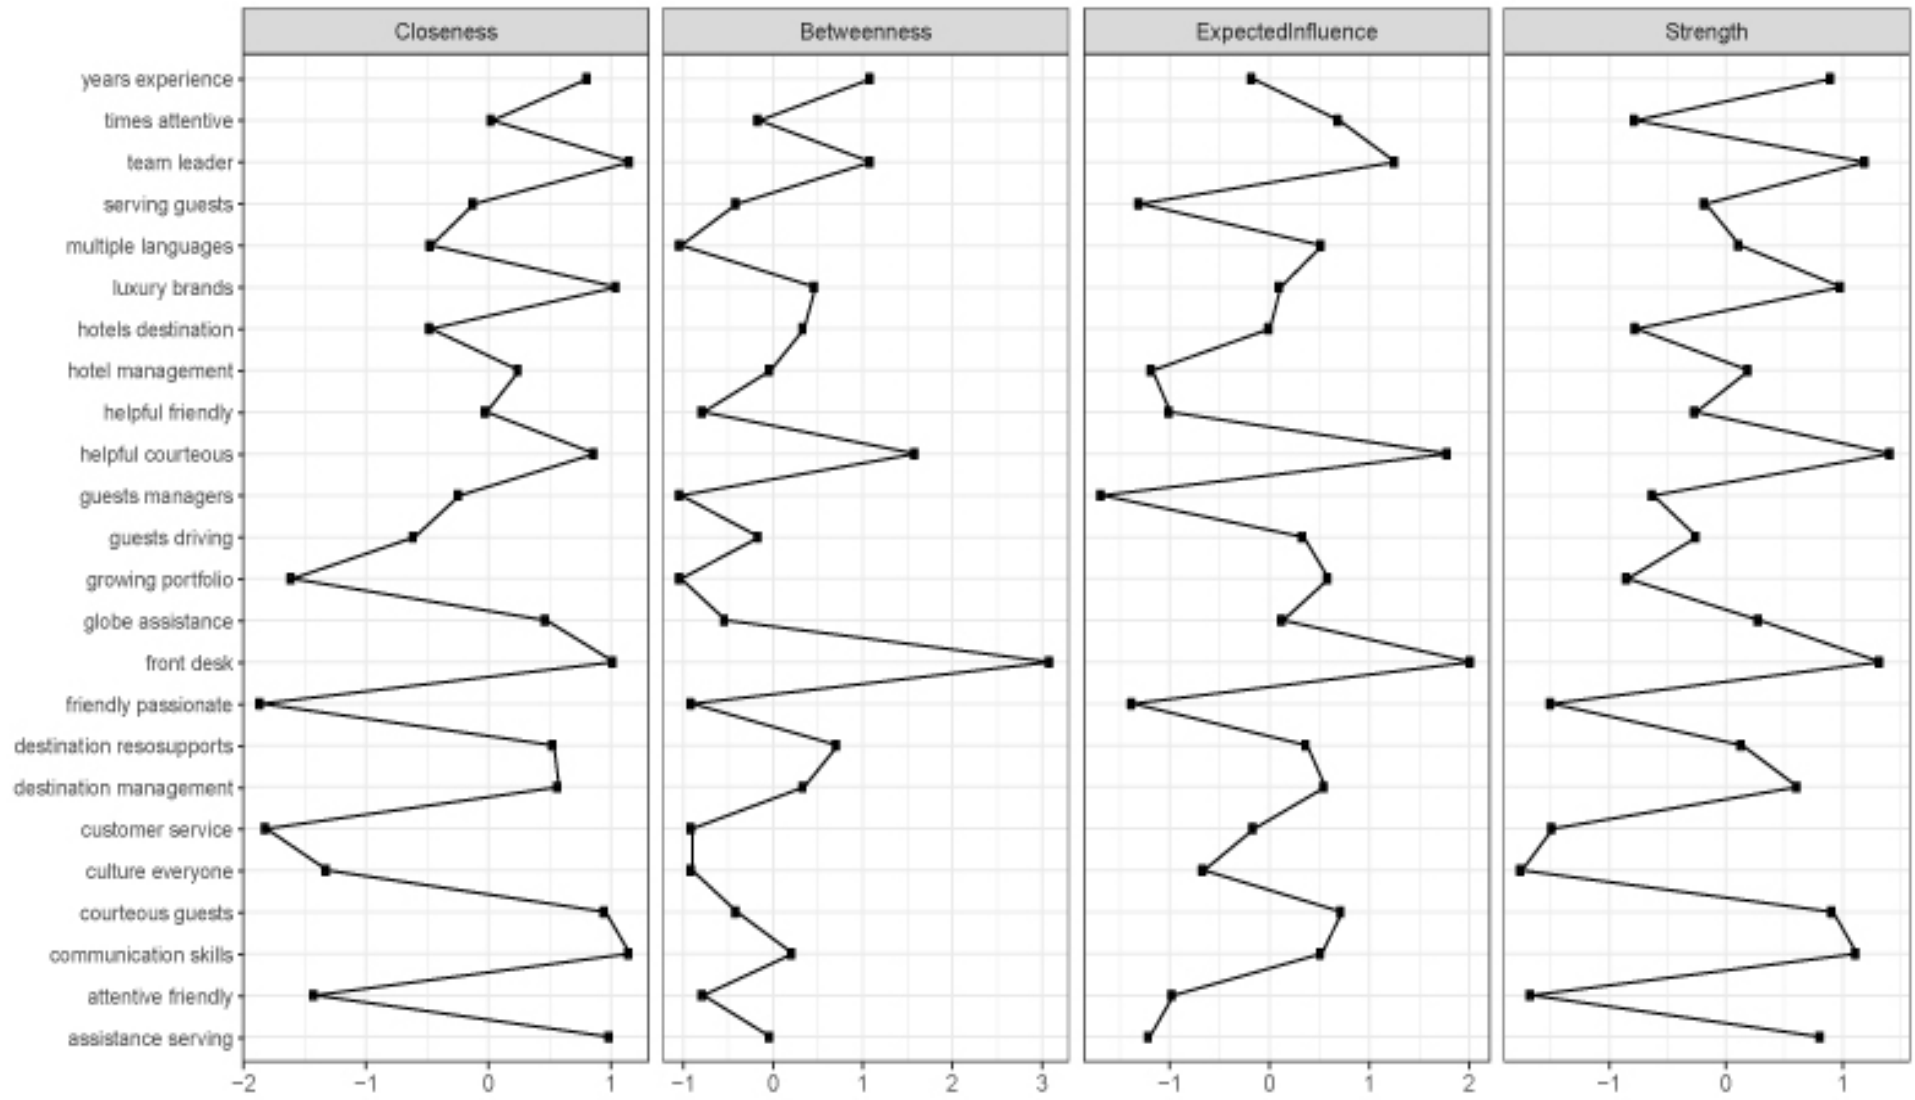 Closeness Betweenness ExpectedInfluence Strength
years experience
times attentive
team leader
serving guests
multiple languages
luxury brands
hotels destination
hotel management
helpful friendly
helpful courteous
guests managers
guests driving
growing portfolio
globe assistance
front desk
friendly passionate
destination resosupports
destination management
customer service
culture everyone
courteous guests
communication skills
attentive friendly
assistance serving
−2 −1 0 1 −1 0 1 2 3 −1 0 1 2 −1 0 1